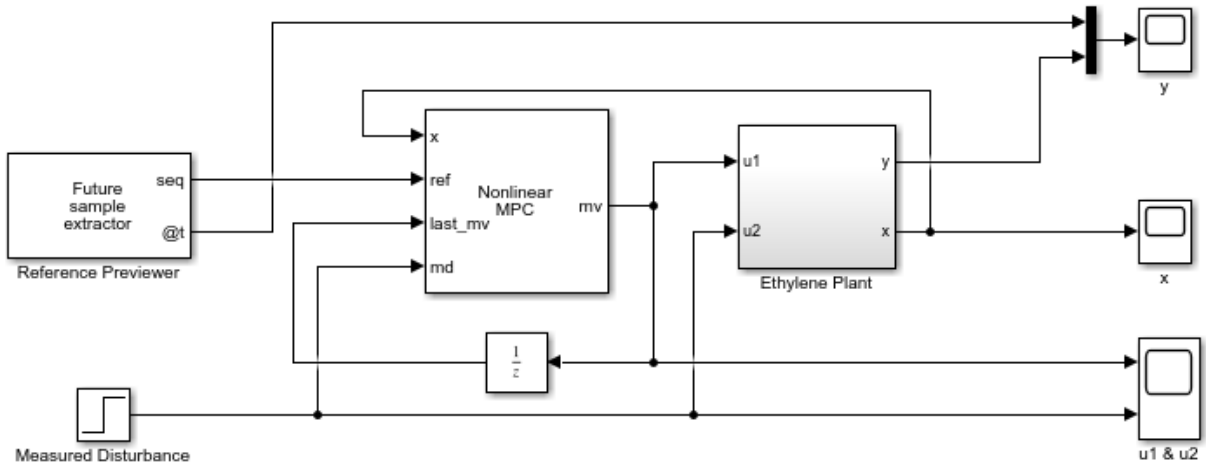 y
x
Future
sample
extractor
seq
@t
Reference Previewer
x
ref
last_mv
md
Nonlinear
MPC
mv
u1
u2
y
x
Ethylene Plant
x
1
z
Measured Disturbance
u1 & u2